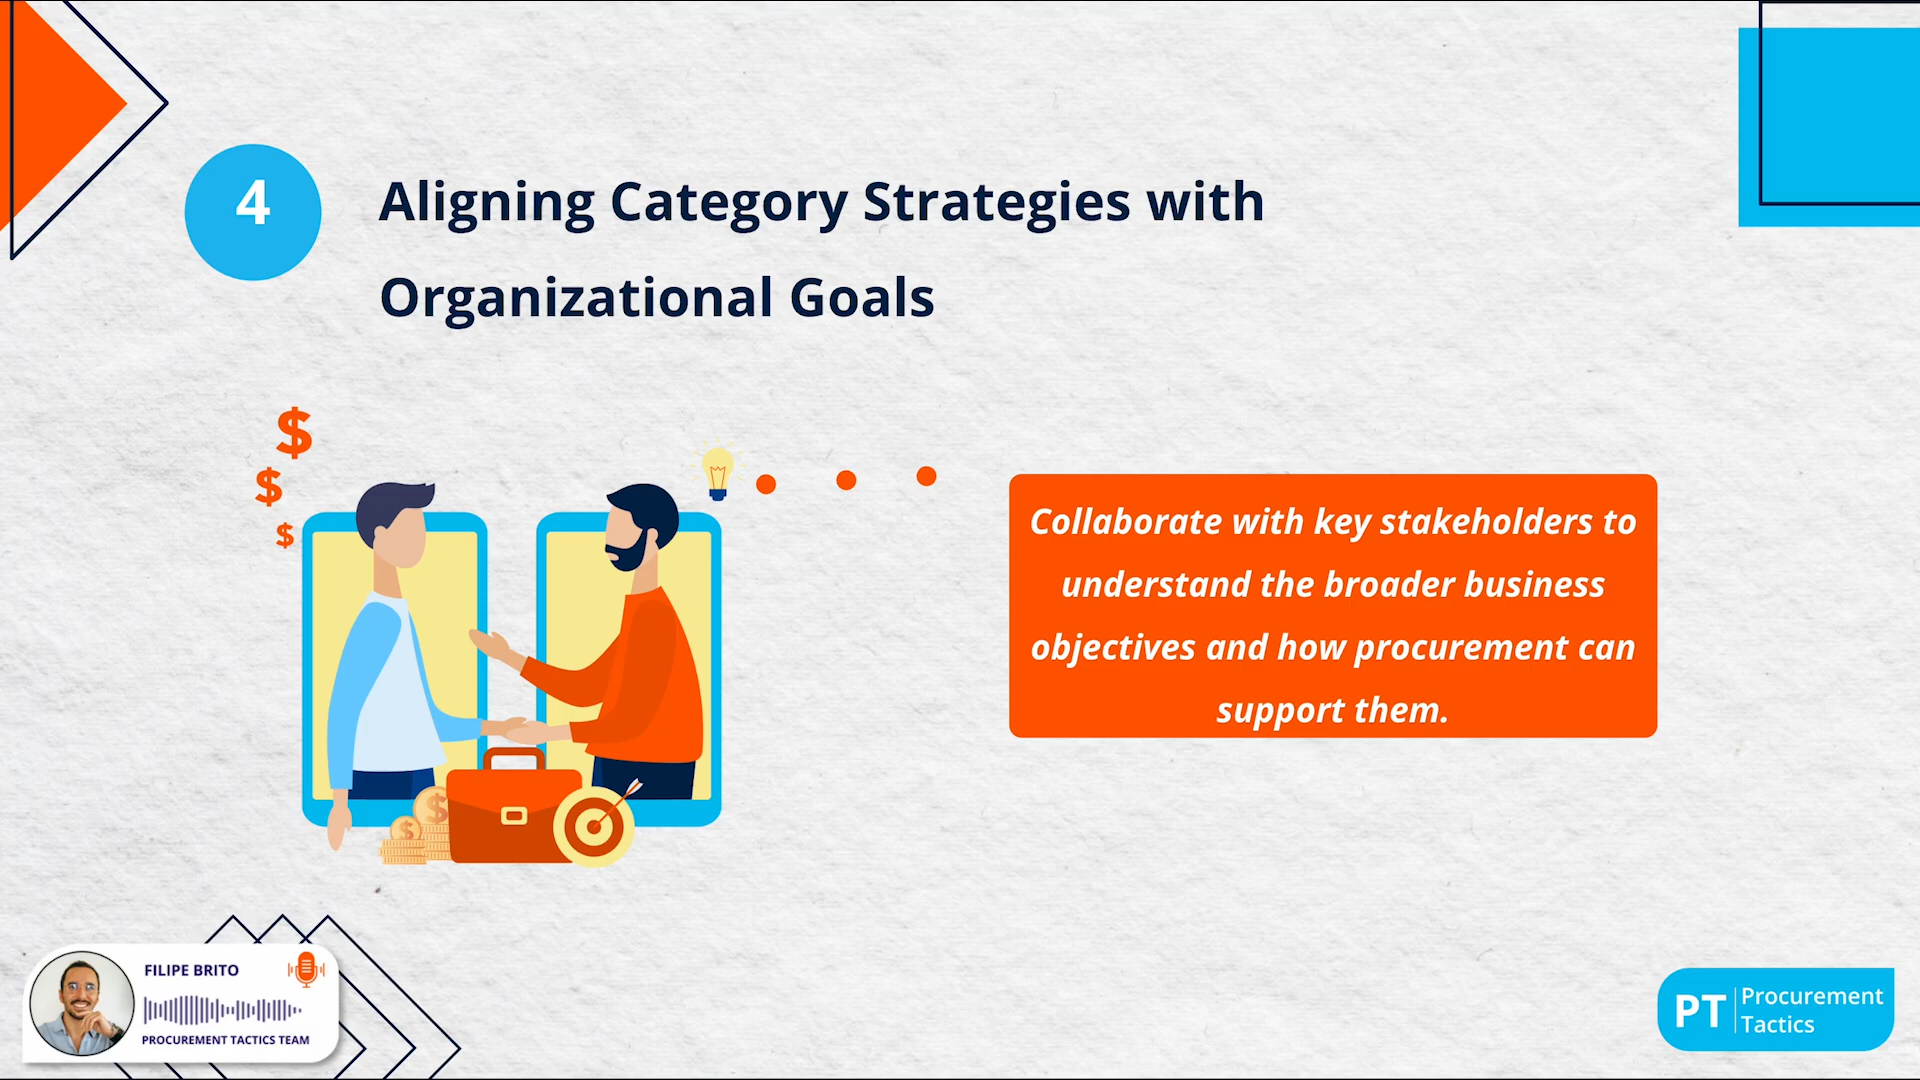 4
Aligning Category Strategies with
Organizational Goals
$
$
$
$
$
Collaborate with key stakeholders to
understand the broader business
objectives and how procurement can
support them.
FILIPE BRITO
PROCUREMENT TACTICS TEAM
PT
Procurement
Tactics